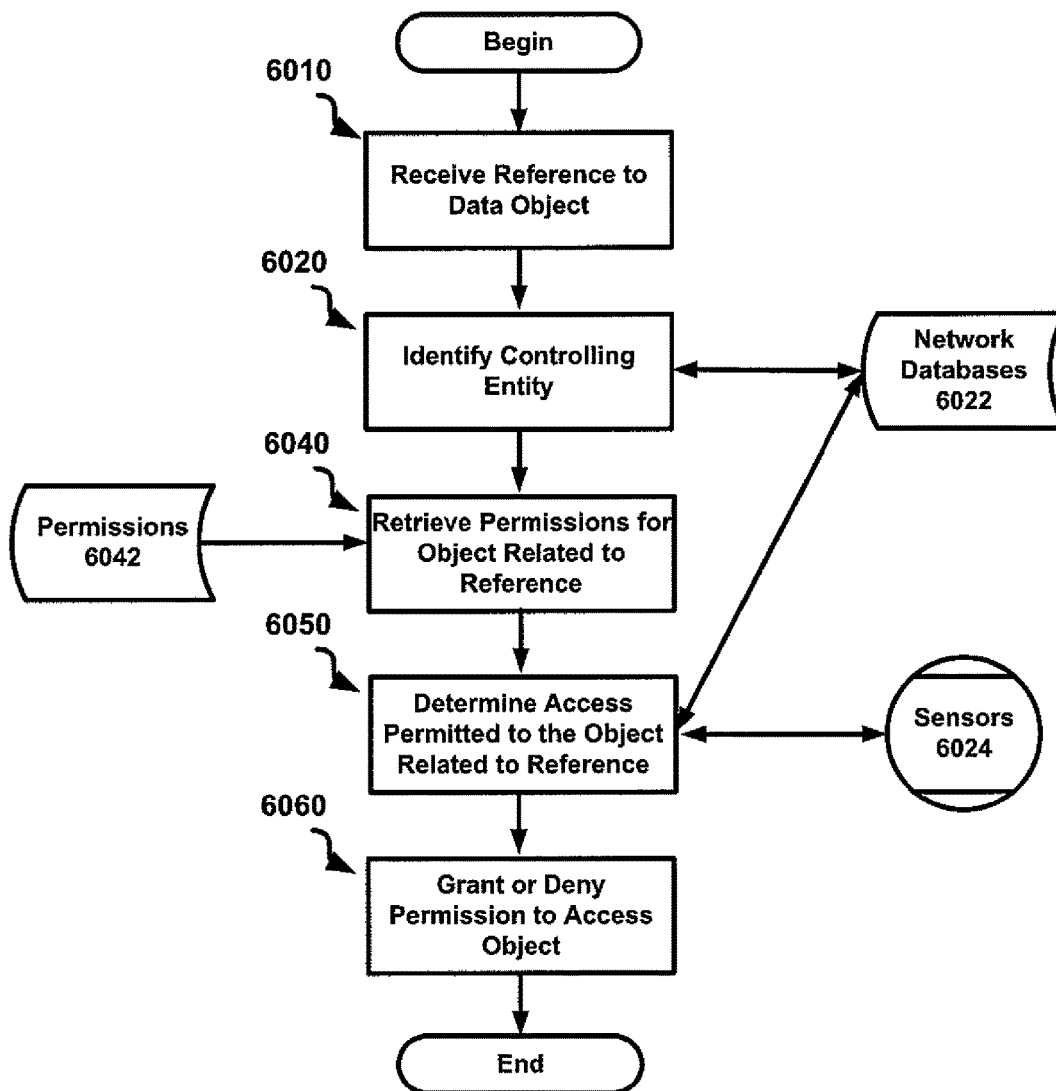 Begin
6010
Receive Reference to
Data Object
6020
Identify Controlling
Entity
Network
Databases
6022
6040
Permissions
6042
Retrieve Permissions for
Object Related to
Reference
6050
Determine Access
Permitted to the Object
Related to Reference
Sensors
6024
6060
Grant or Deny
Permission to Access
Object
End